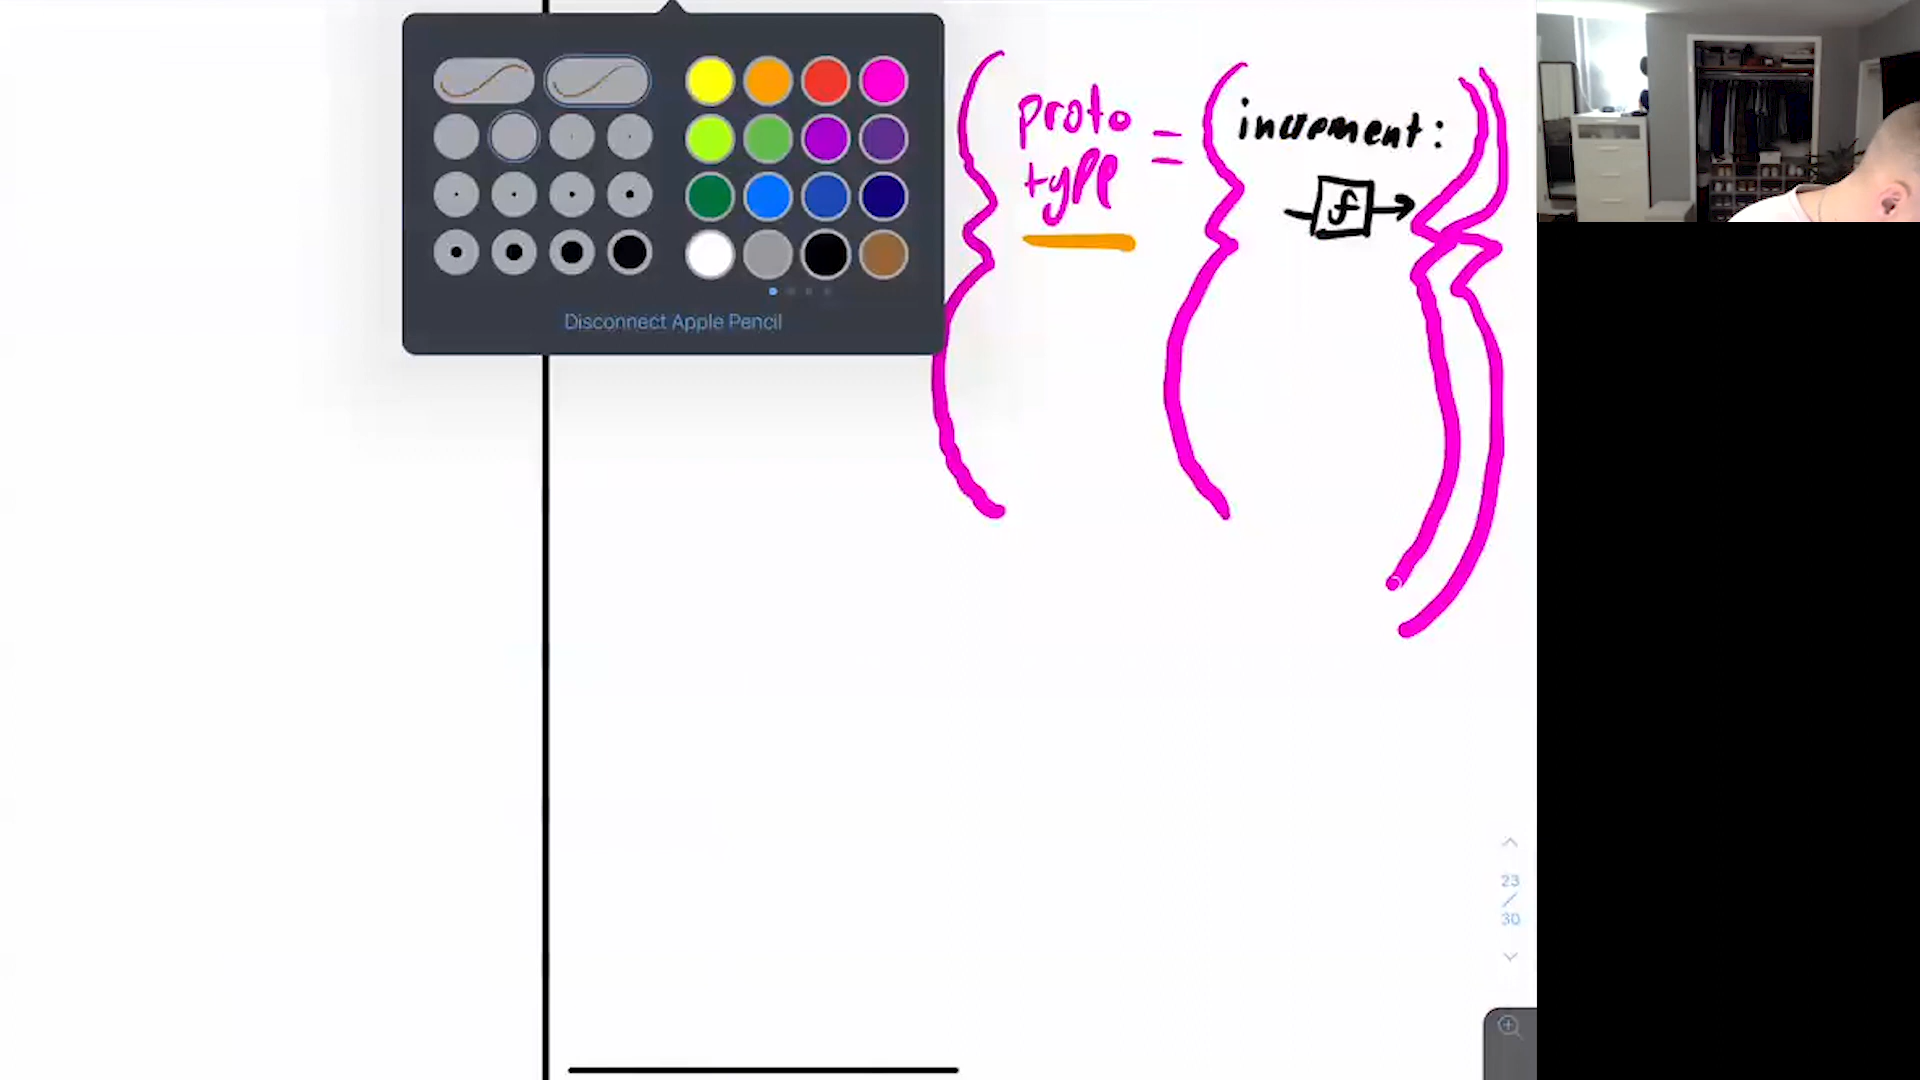 proto
type
=
increment:
f
Disconnect Apple Pencil
23
/
30